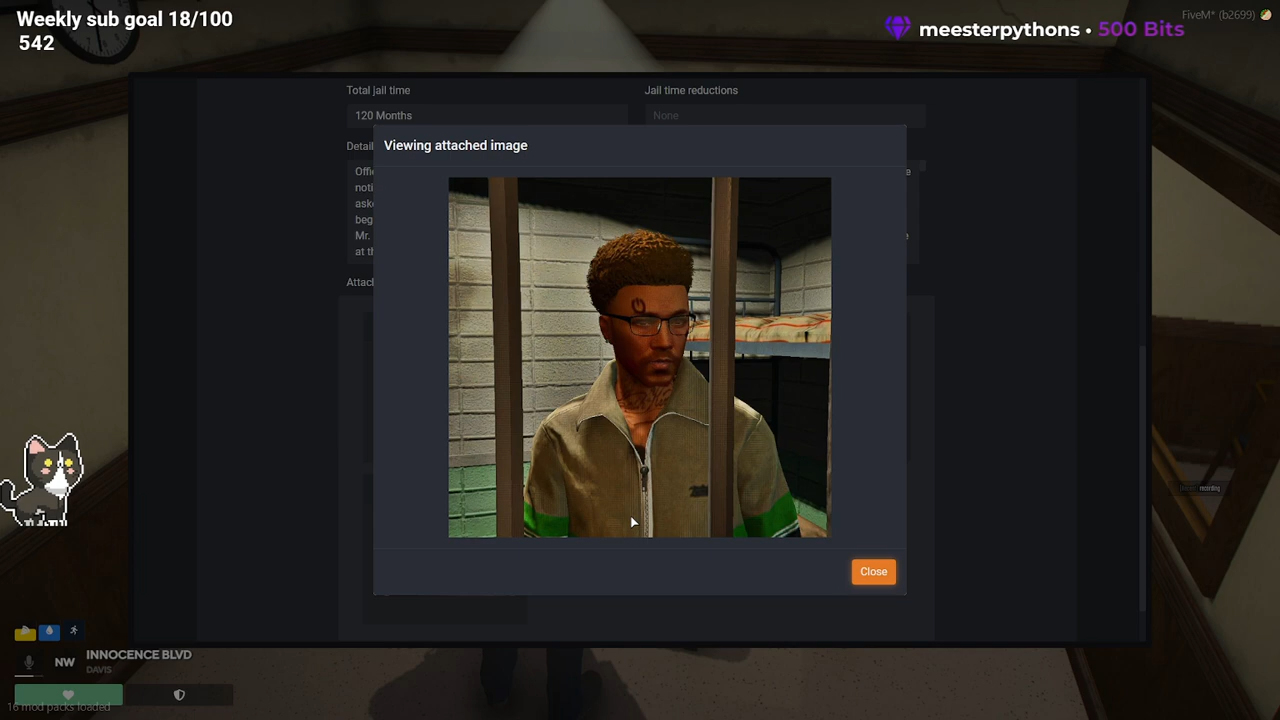 Weekly sub goal 18/100
542
FiveM* (b2699)
meesterpythons • 500 Bits
Total jail time
Jail time reductions
120 Months
None
Viewing attached image
Detail
Offic
noti
aske
beg
Mr.
at th
Attac
Close
NW
INNOCENCE BLVD
DAVIS
16 mod packs loaded